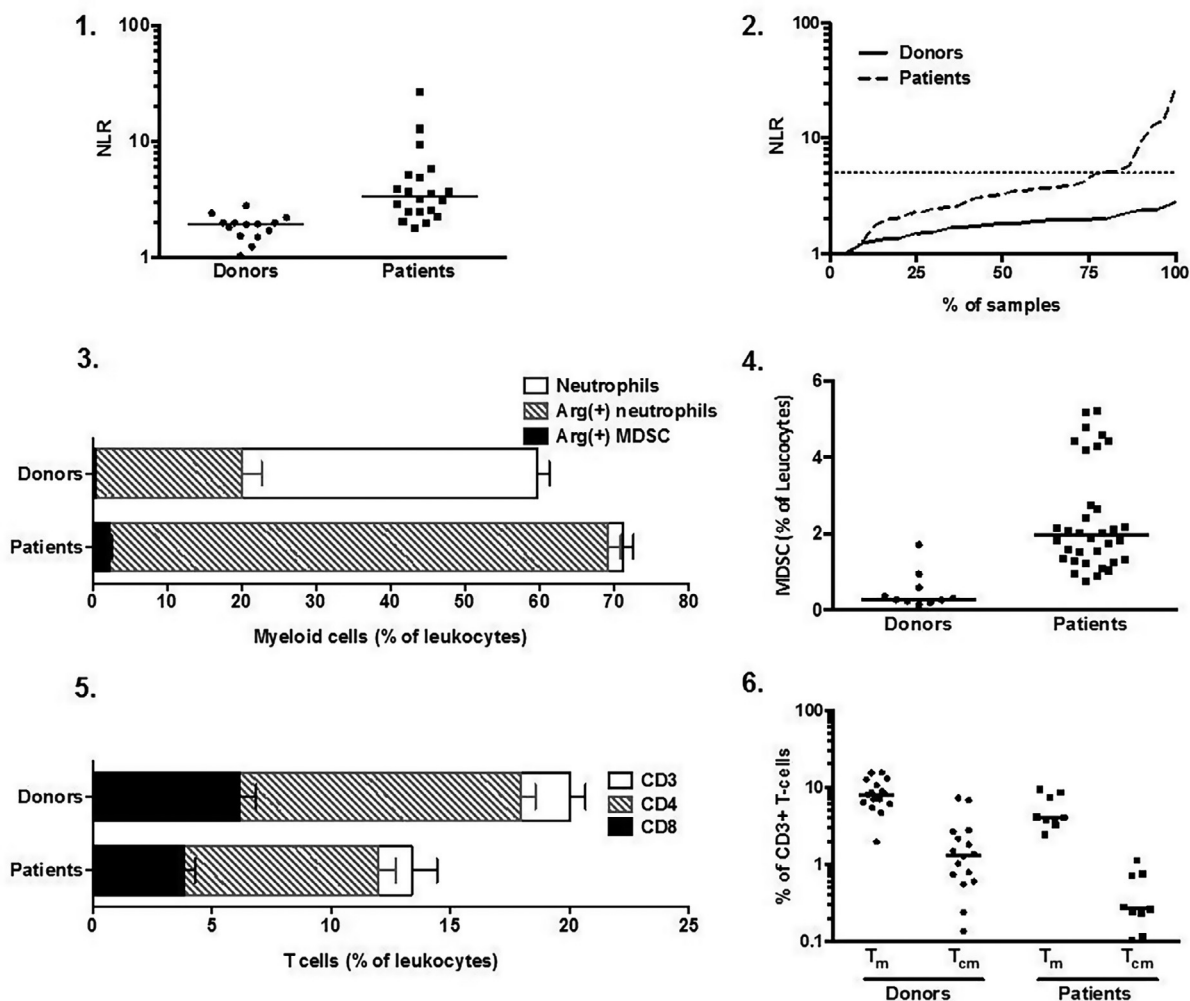 1.
100
10
1
NLR
Donors
Patients
2.
100
10
1
NLR
Donors
Patients
0
25
50
75
100
% of samples
3.
Neutrophils
Arg(+) neutrophils
Arg(+) MDSC
Donors
Patients
0
10
20
30
40
50
60
70
80
Myeloid cells (% of leukocytes)
4.
6
4
2
0
MDSC (% of Leucocytes)
Donors
Patients
5.
CD3
CD4
CD8
Donors
Patients
0
5
10
15
20
25
T cells (% of leukocytes)
6.
100
10
1
0.1
% of CD3+ T-cells
Tm
Tcm
Tm
Tcm
Donors
Patients